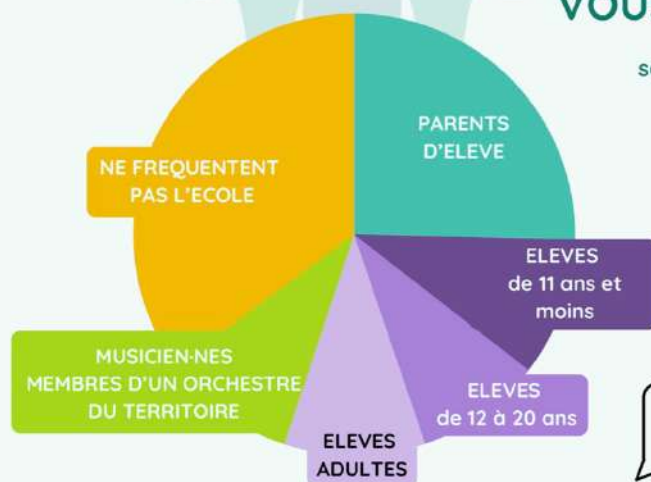 VOU
PARENTS
D'ELEVE
NE FREQUENTENT
PAS L'ECOLE
ELEVES
de 11 ans et
moins
MUSICIEN·NES
MEMBRES D'UN ORCHESTRE
DU TERRITOIRE
ELEVES
de 12 à 20 ans
ELEVES
ADULTES